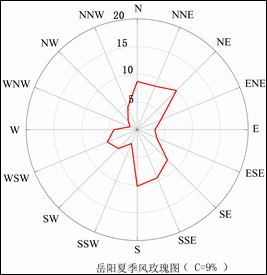 N
NNW
NNE
20
NW
NE
15
WNW
ENE
10
5
W
E
WSW
ESE
SW
SE
SSW
SSE
S
岳阳夏季风玫瑰图( C=9% )